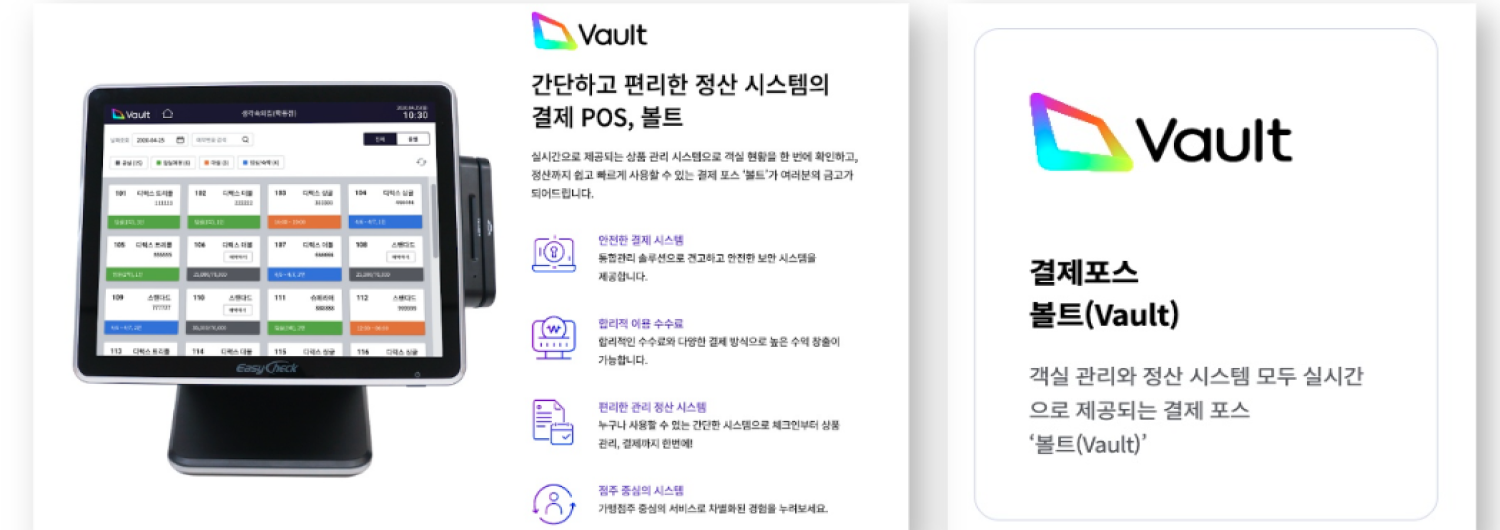 Vault
10:30
101 디럭스 트리플
102 디럭스 더블
103 디럭스 싱글
104 디럭스 싱글
105 디럭스 트리플
106 디럭스 더블
107 디럭스 더블
108 스탠다드
109 스탠다드
110 스탠다드
111 슈페리어
112 스탠다드
113 디럭스 트리플
114 디럭스 더블
115 디럭스 싱글
116 디럭스 싱글
EasyCheck
Vault
간단하고 편리한 정산 시스템의
결제 POS, 볼트
실시간으로 제공되는 상품 관리 시스템으로 객실 현황을 한 번에 확인하고,
정산까지 쉽고 빠르게 사용할 수 있는 결제 포스 ‘볼트’가 여러분의 금고가
되어드립니다.
안전한 결제 시스템
통합관리 솔루션으로 견고하고 안전한 보안 시스템을
제공합니다.
합리적 이용 수수료
합리적인 수수료와 다양한 결제 방식으로 높은 수익 창출이
가능합니다.
편리한 관리 정산 시스템
누구나 사용할 수 있는 간단한 시스템으로 체크인부터 상품
관리, 결제까지 한번에!
점주 중심의 시스템
가맹점주 중심의 서비스로 차별화된 경험을 누려보세요.
Vault
결제포스
볼트(Vault)
객실 관리와 정산 시스템 모두 실시간
으로 제공되는 결제 포스
‘볼트(Vault)’